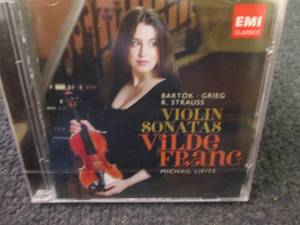 EMI
CLASSICS
BARTÓK · GRIEG
R. STRAUSS
VIOLIN
SONATAS
VILDE
FRANG
MICHAIL LIFITS